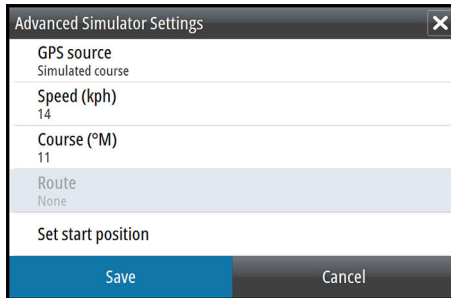 Advanced Simulator Settings
GPS source
Simulated course
Speed (kph)
14
Course (°M)
11
Route
None
Set start position
Save Cancel